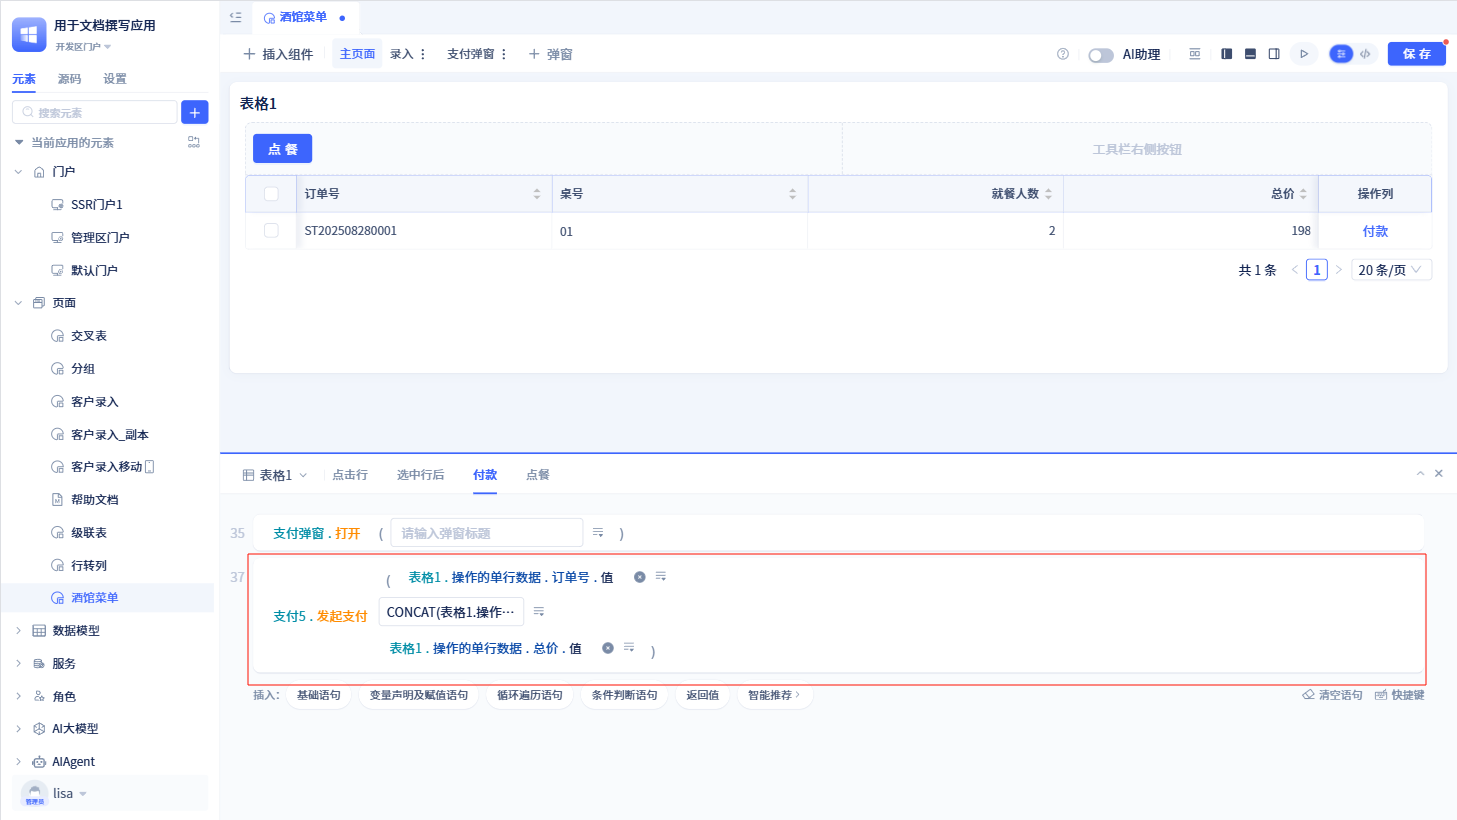 用于文档撰写应用
开发区门户
元素 源码 设置
搜索元素
当前应用的元素
门户
SSR门户1
管理区门户
默认门户
页面
交叉表
分组
客户录入
客户录入_副本
客户录入移动
帮助文档
级联表
行转列
酒馆菜单
数据模型
服务
角色
AI大模型
AIAgent
管理员
lisa
酒馆菜单
插入组件 主页面 录入 支付弹窗 弹窗
AI助理
保存
表格1
点餐
工具栏右侧按钮
订单号 桌号 就餐人数 总价 操作列
ST202508280001 01 2 198 付款
共 1 条 1 20 条/页
表格1 点击行 选中行后 付款 点餐
35 支付弹窗 . 打开 ( 请输入弹窗标题 )
37 ( 表格1 . 操作的单行数据 . 订单号 . 值
支付5 . 发起支付 CONCAT(表格1.操作···
表格1 . 操作的单行数据 . 总价 . 值 )
插入: 基础语句 变量声明及赋值语句 循环遍历语句 条件判断语句 返回值 智能推荐 清空语句 快捷键